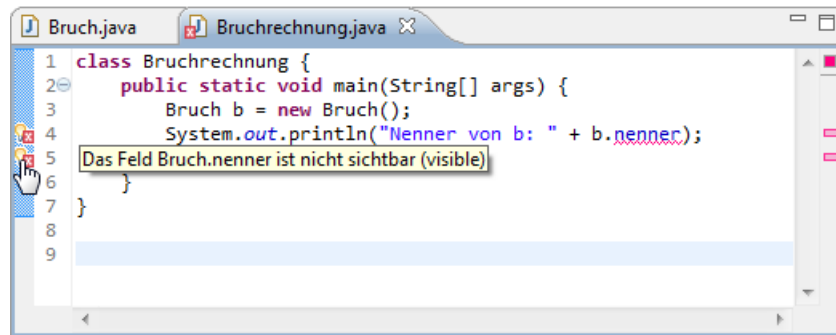 Bruch.java Bruchrechnung.java
1 class Bruchrechnung {
2 public static void main(String[] args) {
3 Bruch b = new Bruch();
4 System.out.println("Nenner von b: " + b.nenner);
5 Das Feld Bruch.nenner ist nicht sichtbar (visible)
6 }
7 }
8
9